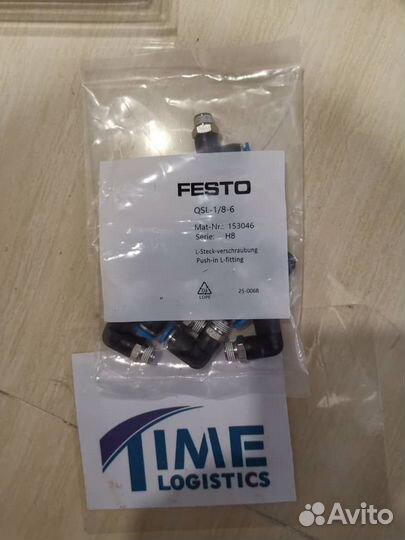 FESTO
QSL-1/8-6
Mat-Nr.: 153046
Serie: H8
L-Steck-verschraubung
Push-in L-fitting
04
LDPE
25-0068
TIME
LOGISTICS
Avito